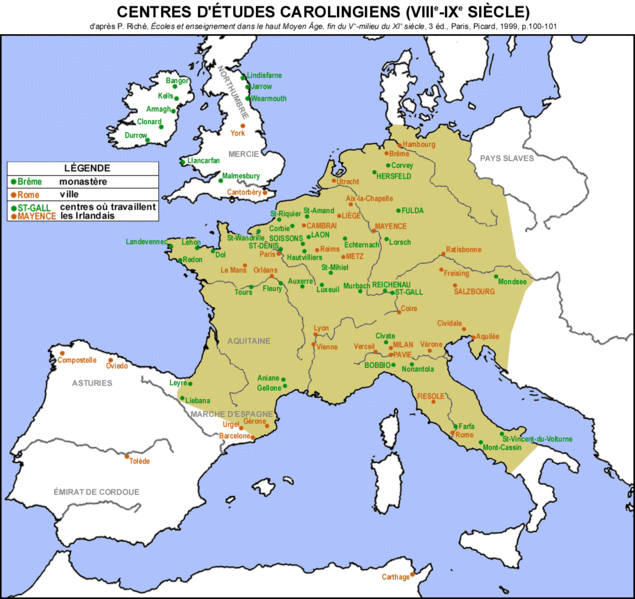 CENTRES D'ÉTUDES CAROLINGIENS (VIIIe-IXe SIÈCLE)
d'après P. Riché, Écoles et enseignement dans le haut Moyen Âge, fin du Ve-milieu du XIe siècle, 3 éd., Paris, Picard, 1999, p.100-101
NORTHUMBRIE
Lindisfarne
Jarrow
Wearmouth
Bangor
Kells
Armagh
Clonard
Durrow
York
MERCIE
Llancarfan
Malmesbury
Cantorbéry
LÉGENDE
Brême monastère
Rome ville
ST-GALL centres où travaillent
MAYENCE les Irlandais
PAYS SLAVES
Hambourg
Brême
Corvey
HERSFELD
Utrecht
Aix-la-Chapelle
St-Amand
LIÈGE
FULDA
St-Riquier
Corbie
CAMBRAI
MAYENCE
St-Wandrille
LAON
SOISSONS
Echternach
Lorsch
ST-DENIS
Reims
Paris
Hautvilliers
METZ
Landevennec
Lehon
Dol
Redon
Le Mans
Orléans
St-Mihiel
Ratisbonne
Freising
Mondsee
SALZBOURG
Tours
Fleury
Auxerre
Luxeuil
Murbach
REICHENAU
ST-GALL
Coire
AQUITAINE
Lyon
Vienne
Civate
MILAN
Verceil
PAVIE
Vérone
Cividale
Aquilée
BOBBIO
Nonantola
Compostelle
Oviedo
ASTURIES
Leyre
Liebana
Aniane
Gellone
MARCHE D'ESPAGNE
Urgel
Gérone
Barcelone
FIESOLE
Farfa
Rome
St-Vincent-du-Volturne
Mont-Cassin
Tolède
ÉMIRAT DE CORDOUE
Carthage